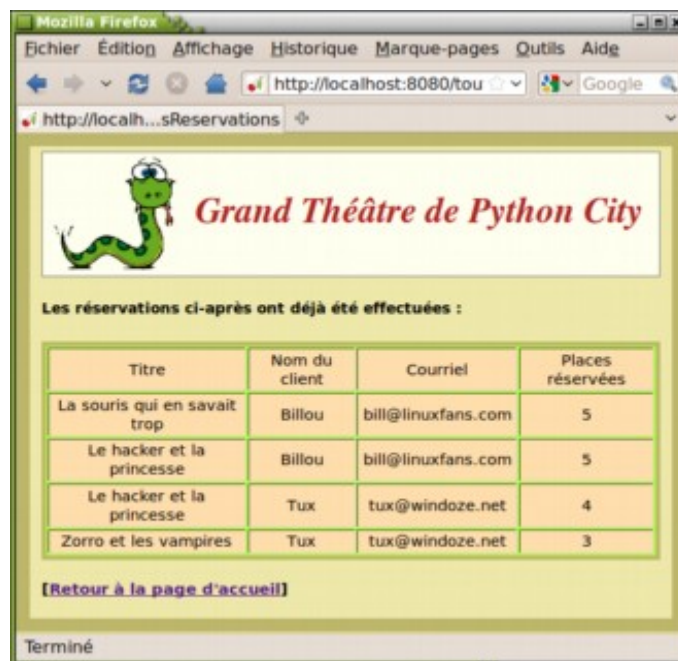 Mozilla Firefox
Fichier Édition Affichage Historique Marque-pages Outils Aide
http://localhost:8080/tou
Google
http://localh...sReservations
Grand Théâtre de Python City
Les réservations ci-après ont déjà été effectuées :
Titre Nom du client Courriel Places réservées
La souris qui en savait trop Billou bill@linuxfans.com 5
Le hacker et la princesse Billou bill@linuxfans.com 5
Le hacker et la princesse Tux tux@windoze.net 4
Zorro et les vampires Tux tux@windoze.net 3
[Retour à la page d'accueil]
Terminé